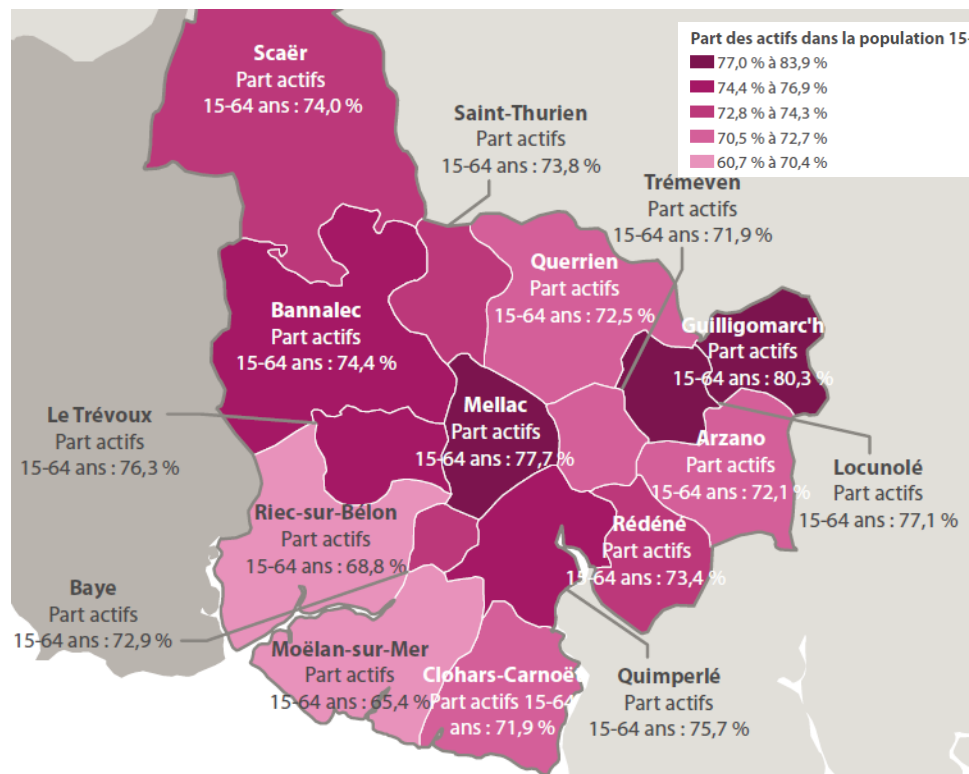 Part des actifs dans la population 15-
77,0 % à 83,9 %
74,4 % à 76,9 %
72,8 % à 74,3 %
70,5 % à 72,7 %
60,7 % à 70,4 %
Scaër
Part actifs
15-64 ans : 74,0 %
Saint-Thurien
Part actifs
15-64 ans : 73,8 %
Tréméven
Part actifs
15-64 ans : 71,9 %
Querrien
Part actifs
15-64 ans : 72,5 %
Bannalec
Part actifs
15-64 ans : 74,4 %
Guilligomarc'h
Part actifs
15-64 ans : 80,3 %
Le Trévoux
Part actifs
15-64 ans : 76,3 %
Mellac
Part actifs
15-64 ans : 77,7 %
Arzano
Part actifs
15-64 ans : 72,1 %
Locunolé
Part actifs
15-64 ans : 77,1 %
Riec-sur-Bélon
Part actifs
15-64 ans : 68,8 %
Rédéné
Part actifs
15-64 ans : 73,4 %
Baye
Part actifs
15-64 ans : 72,9 %
Moëlan-sur-Mer
Part actifs
15-64 ans : 65,4 %
Clohars-Carnoët
Part actifs 15-64
ans : 71,9 %
Quimperlé
Part actifs
15-64 ans : 75,7 %